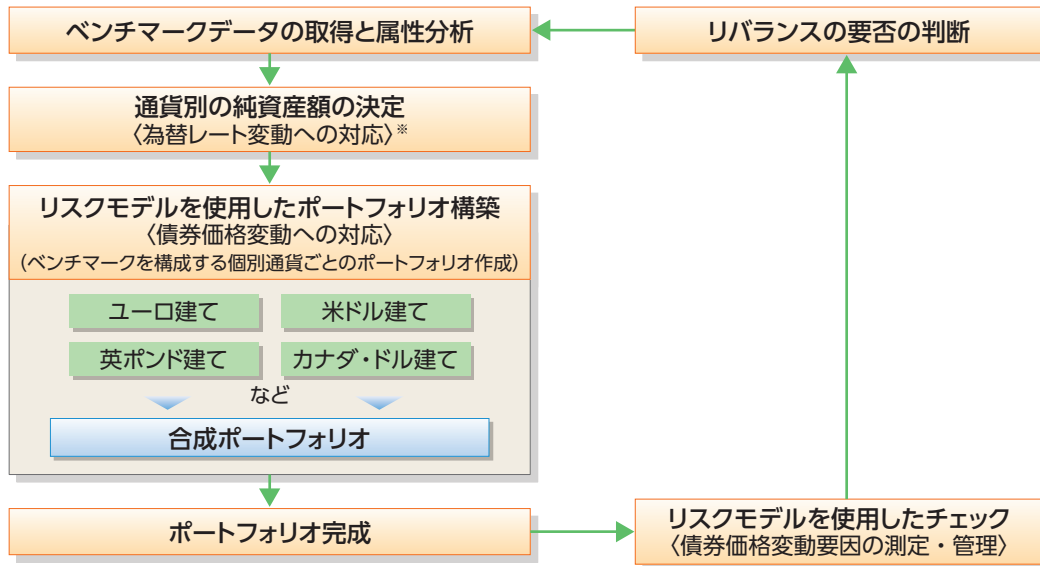 ベンチマークデータの取得と属性分析
リバランスの要否の判断
通貨別の純資産額の決定
〈為替レート変動への対応〉※
リスクモデルを使用したポートフォリオ構築
〈債券価格変動への対応〉
(ベンチマークを構成する個別通貨ごとのポートフォリオ作成)
ユーロ建て
米ドル建て
英ポンド建て
カナダ・ドル建て
など
合成ポートフォリオ
ポートフォリオ完成
リスクモデルを使用したチェック
〈債券価格変動要因の測定・管理〉